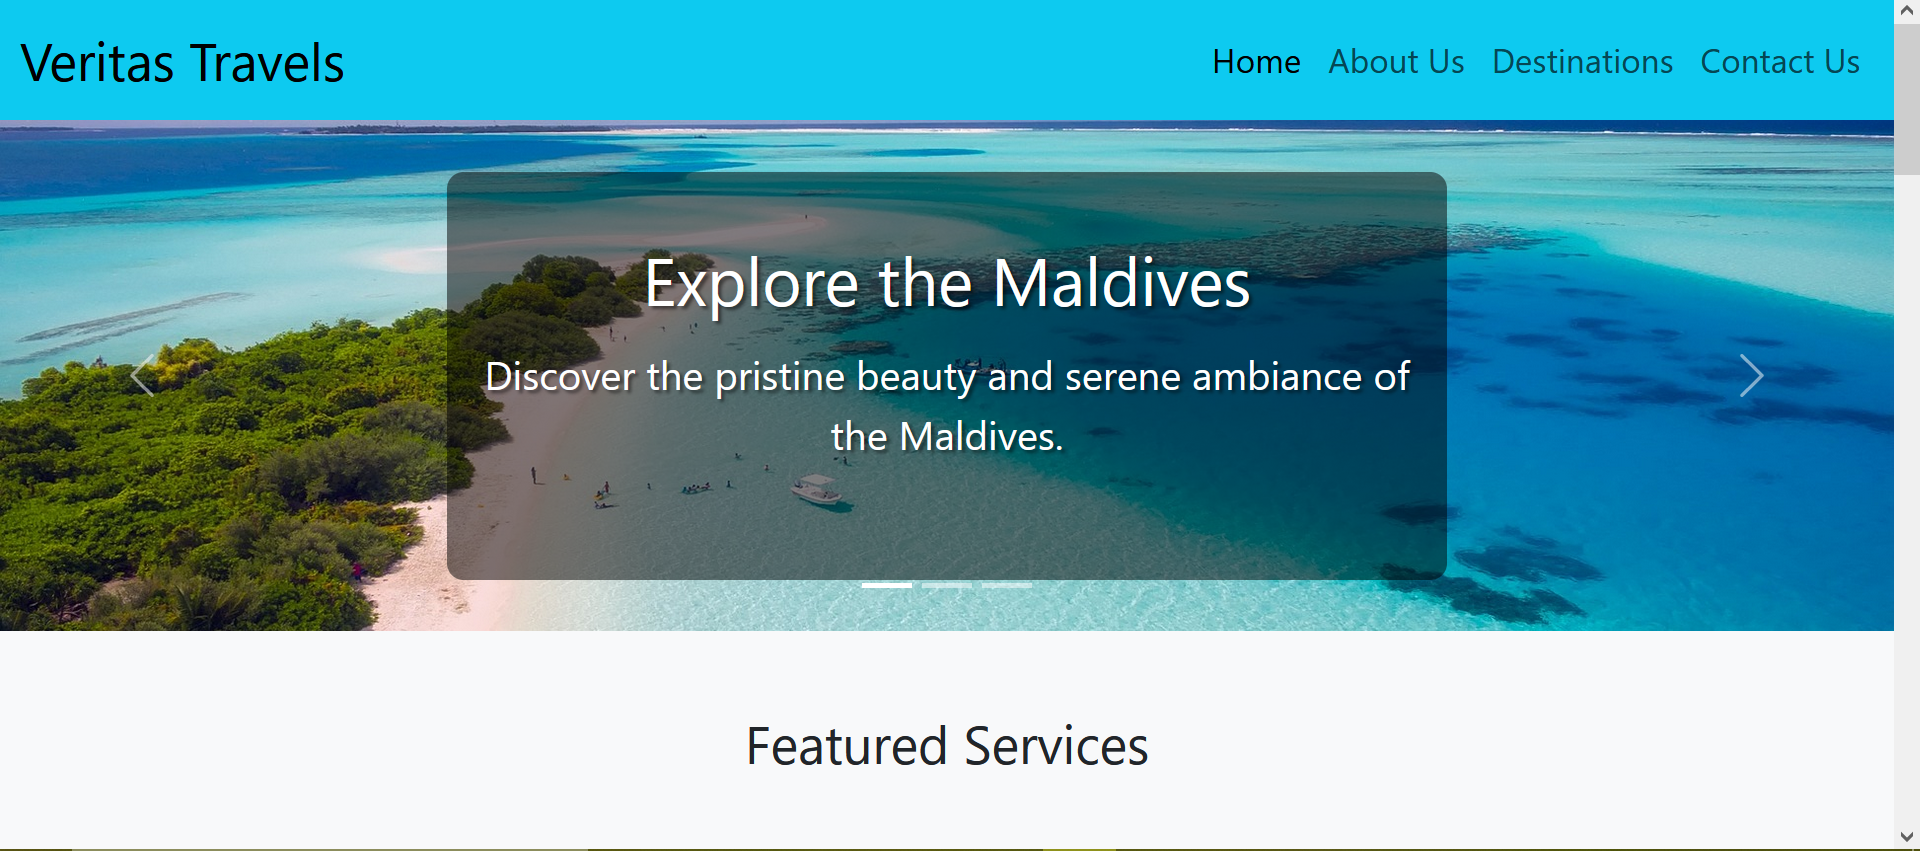 Veritas Travels
Home About Us Destinations Contact Us
Explore the Maldives
Discover the pristine beauty and serene ambiance of
the Maldives.
Featured Services